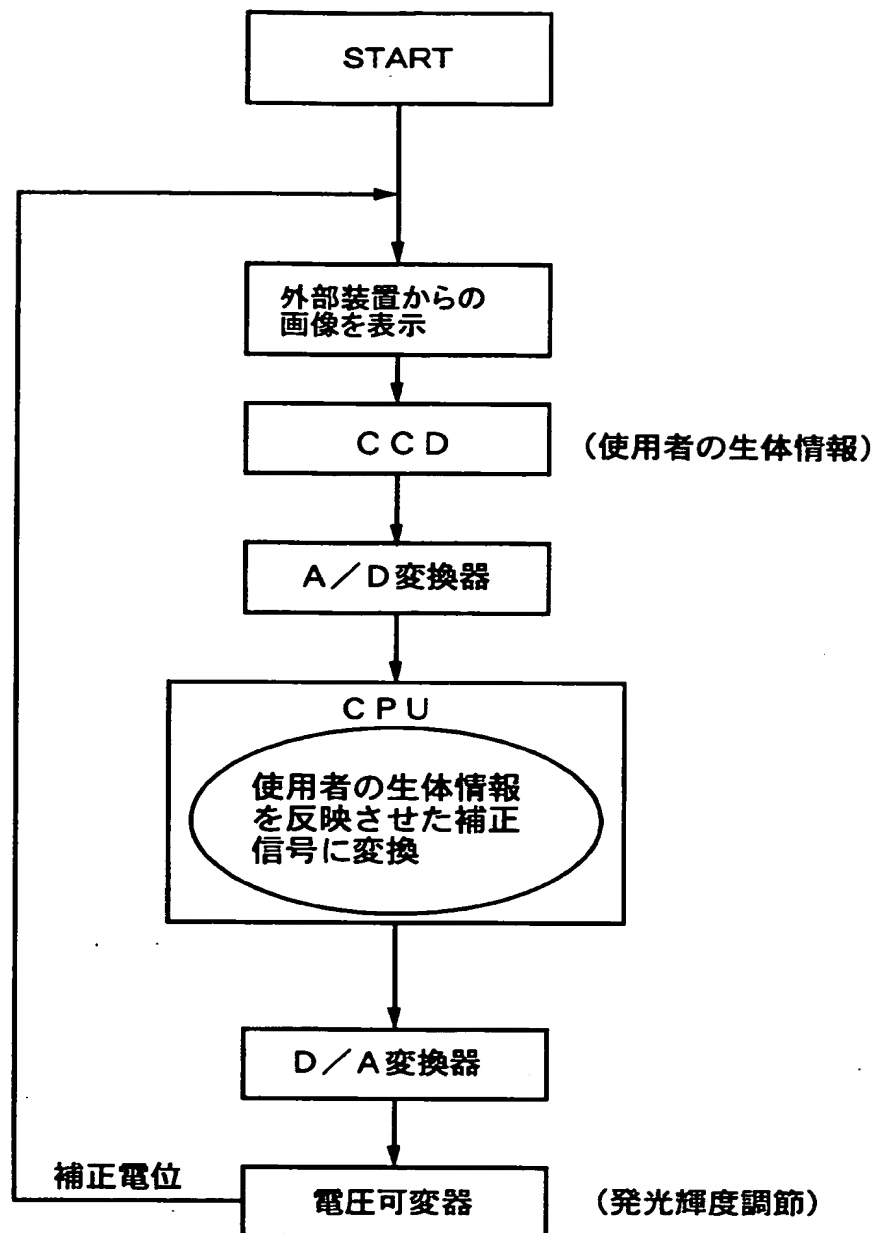 START
外部装置からの
画像を表示
CCD
（使用者の生体情報）
A／D変換器
CPU
使用者の生体情報
を反映させた補正
信号に変換
D／A変換器
補正電位
電圧可変器
（発光輝度調節）